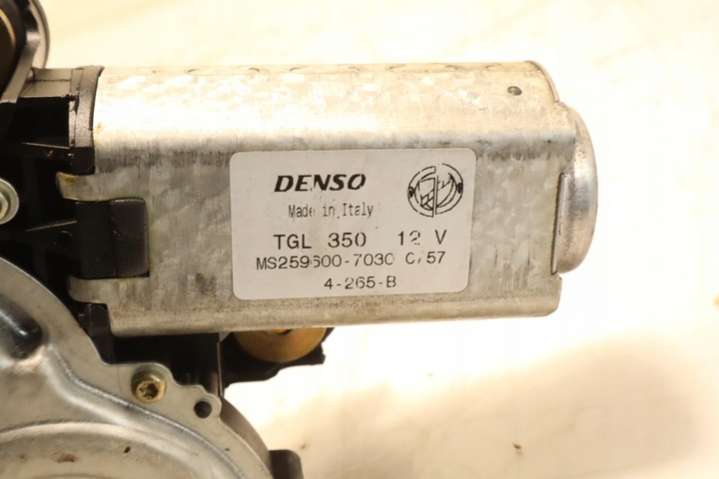 DENSO
Made in Italy
TGL 350 12 V
MS259600-7030 C/57
4-265-B